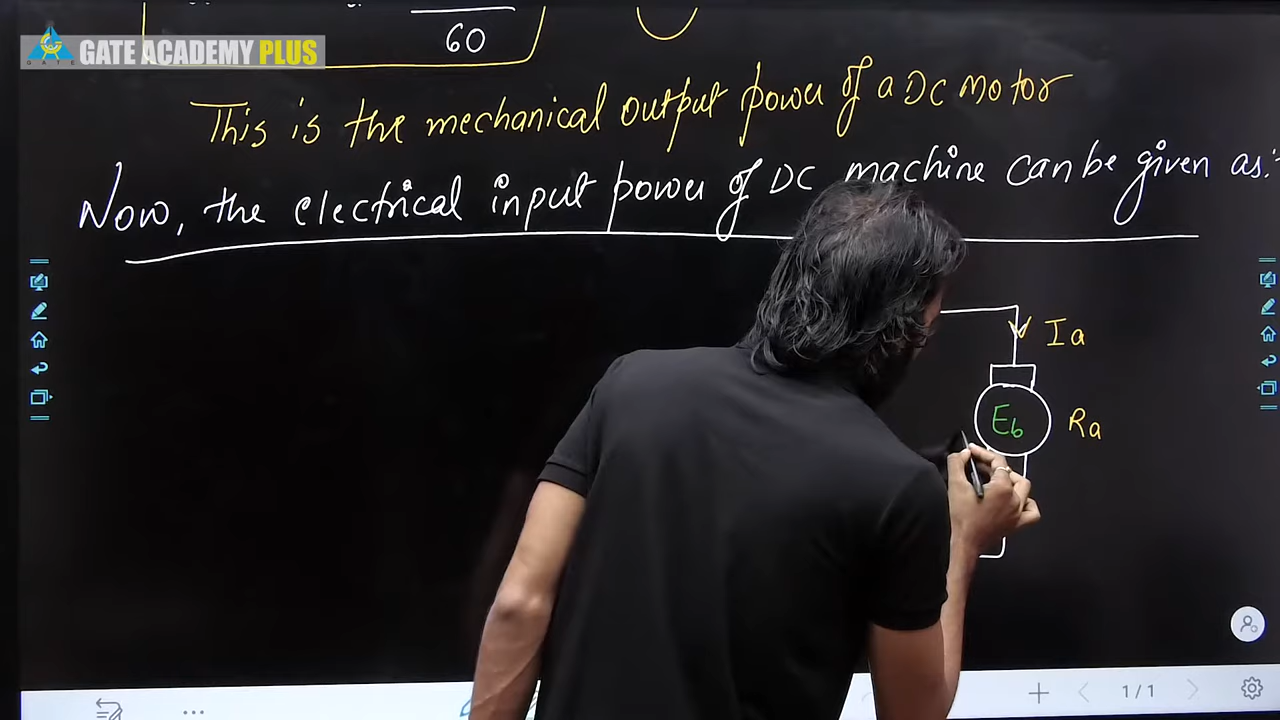 60
GATE ACADEMY PLUS
GATE
This is the mechanical output power of a DC motor
Now, the electrical input power of DC machine can be given as:
Ia
Eb
Ra
1/1